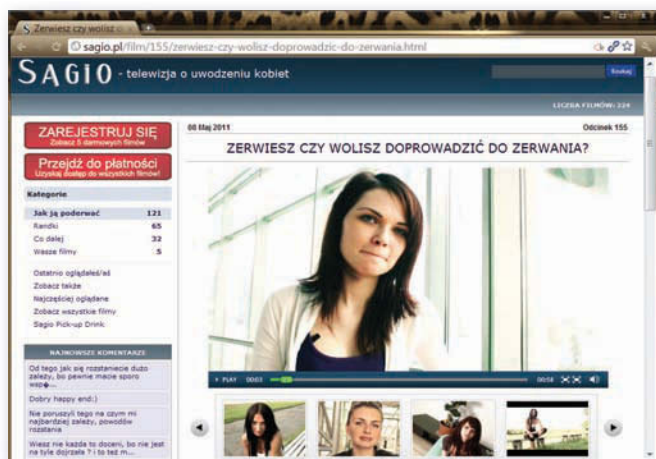 Zerwiesz czy wolisz
sagio.pl/film/155/zerwiesz-czy-wolisz-doprowadzic-do-zerwania.html
SAGIO - telewizja o uwodzeniu kobiet
Szukaj
LICZBA FILMÓW: 224
ZAREJESTRUJ SIĘ
Zobacz 5 darmowych filmów
Przejdź do płatności
Uzyskaj dostęp do wszystkich filmów!
Kategorie
Jak ją poderwać 121
Randki 65
Co dalej 32
Wasze filmy 5
Ostatnio oglądałeś/aś
Zobacz także
Najczęściej oglądane
Zobacz wszystkie filmy
Sagio Pick-up Drink
NAJNOWSZE KOMENTARZE
Od tego jak się rozstaniecie dużo
zależy, bo pewnie macie sporo
wsp�...
Dobry happy end:)
Nie poruszyli tego na czym mi
najbardziej zależy, powodów
rozstania
Wiesz nie każda to doceni, bo nie jest
na tyle dojrzała ? i to też m...
08 Maj 2011
Odcinek 155
ZERWIESZ CZY WOLISZ DOPROWADZIĆ DO ZERWANIA?
PLAY 00:03
00:58